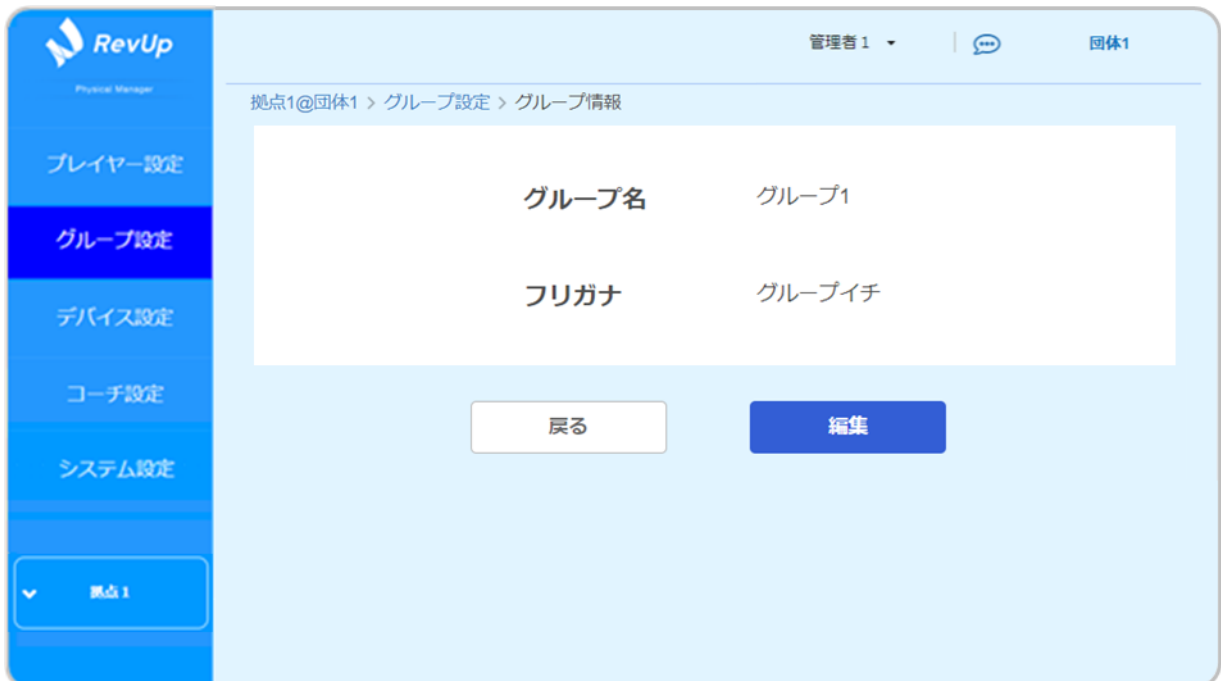 RevUp
Physical Manager
管理者1
団体1
拠点1@団体1 > グループ設定 > グループ情報
プレイヤー設定
グループ設定
デバイス設定
コーチ設定
システム設定
拠点1
グループ名 グループ1
フリガナ グループイチ
戻る 編集